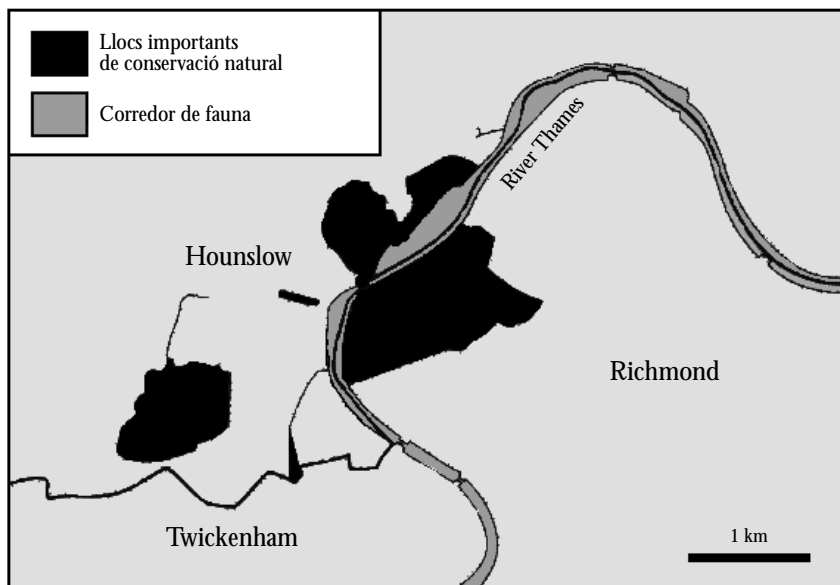 Llocs importants
de conservació natural
Corredor de fauna
River Thames
Hounslow
Richmond
Twickenham
1 km